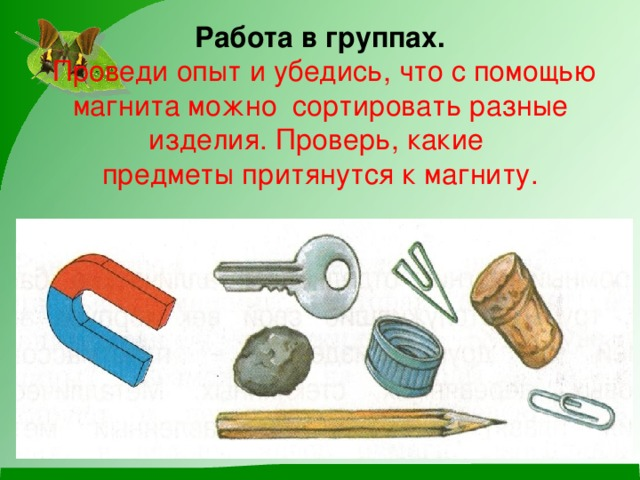 Работа в группах.
Проведи опыт и убедись, что с помощью
магнита можно сортировать разные
изделия. Проверь, какие
предметы притянутся к магниту.